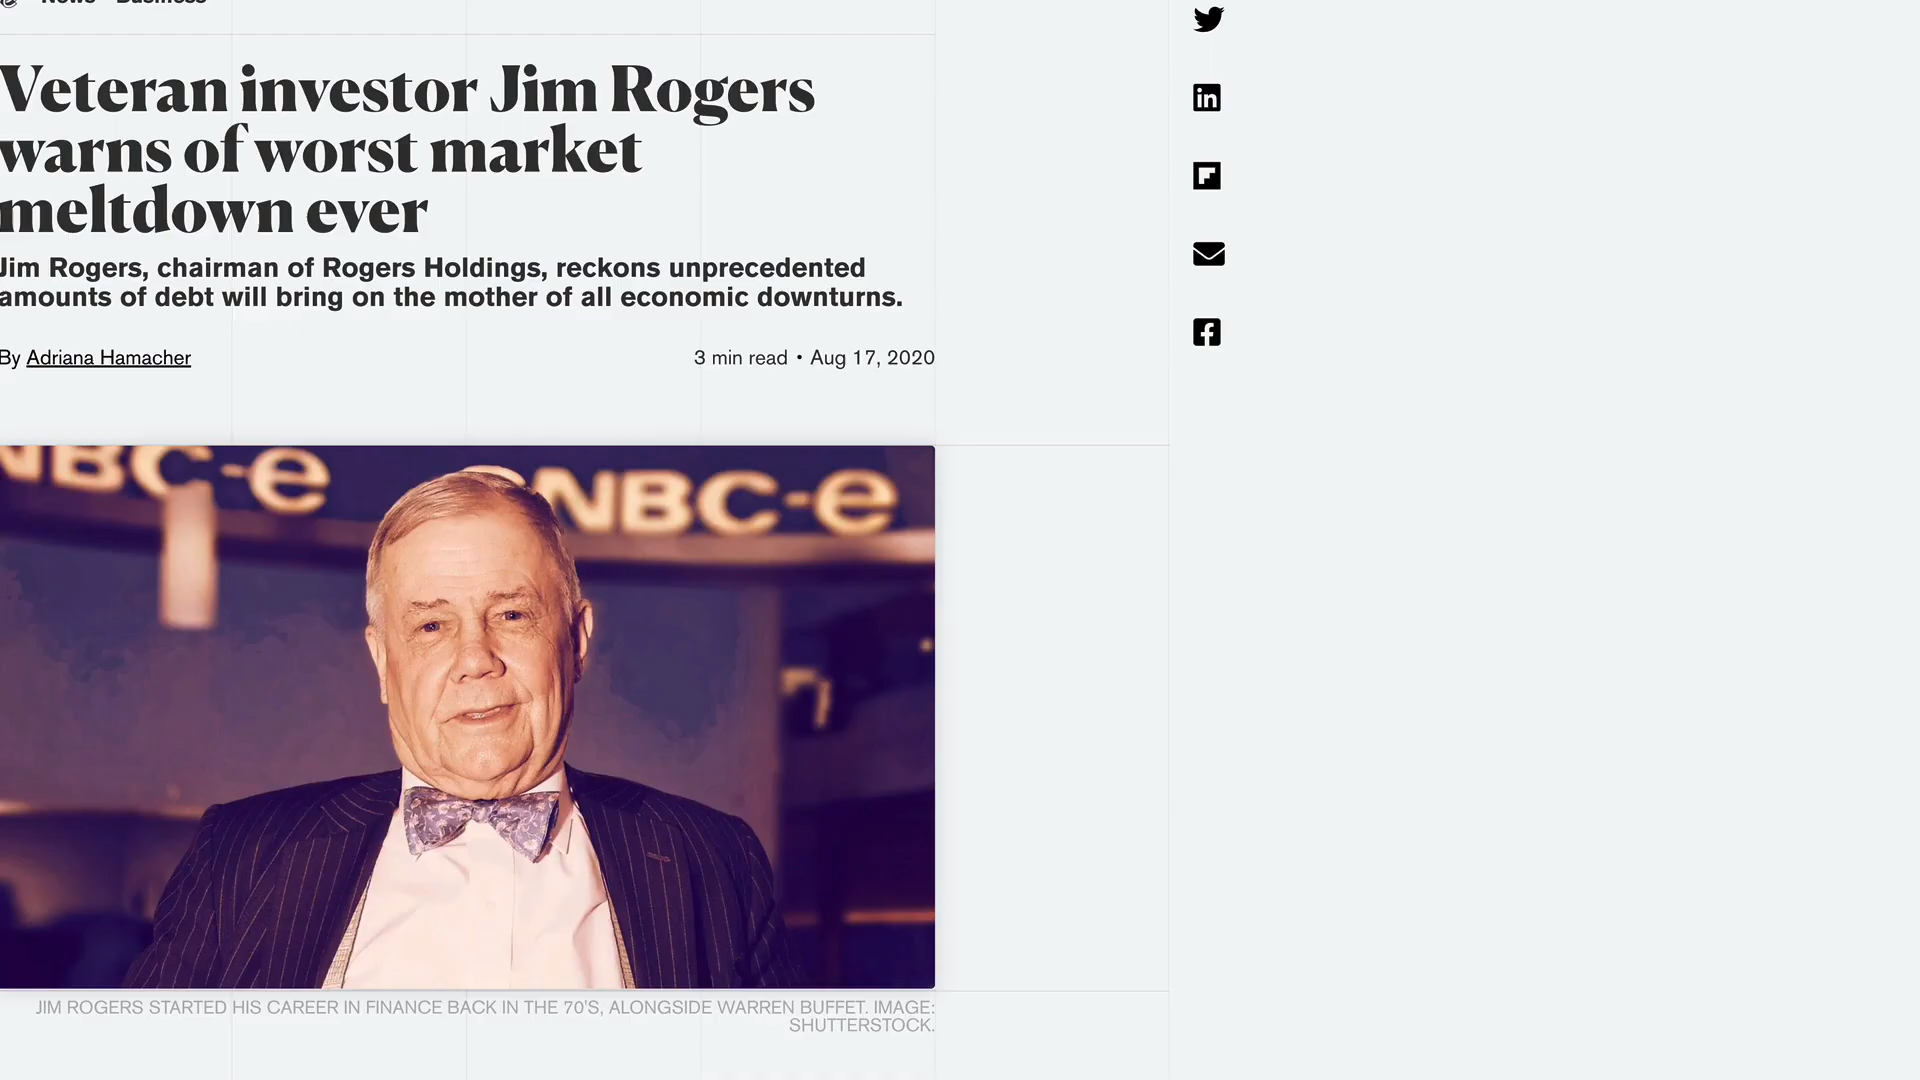 News Business
Veteran investor Jim Rogers
warns of worst market
meltdown ever
Jim Rogers, chairman of Rogers Holdings, reckons unprecedented
amounts of debt will bring on the mother of all economic downturns.
By Adriana Hamacher
3 min read • Aug 17, 2020
NBC-e NBC-e
JIM ROGERS STARTED HIS CAREER IN FINANCE BACK IN THE 70'S, ALONGSIDE WARREN BUFFET. IMAGE:
SHUTTERSTOCK.